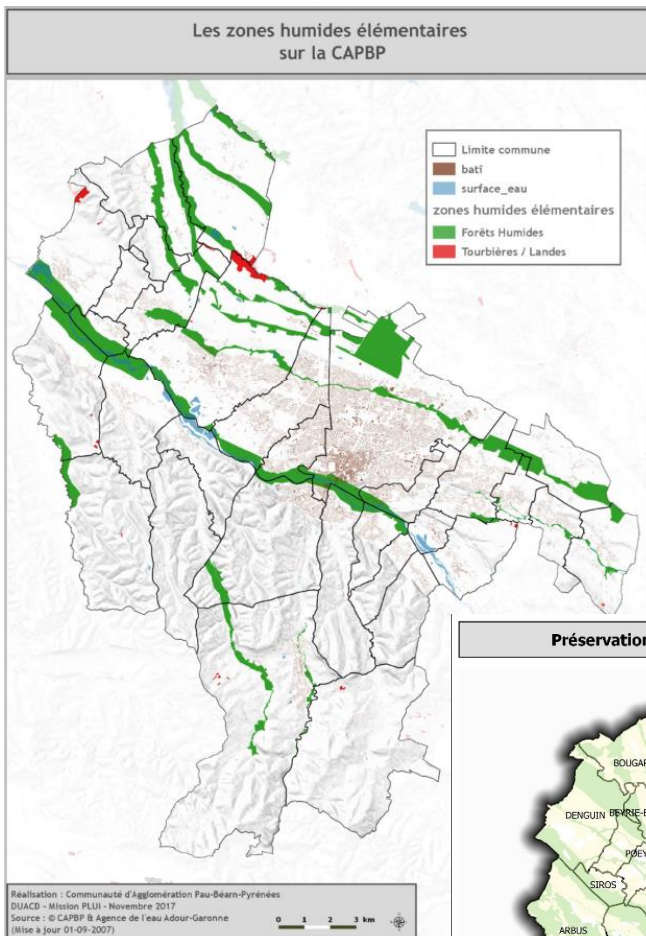 Les zones humides élémentaires
sur la CAPBP
Limite commune
bati
surface_eau
zones humides élémentaires
Forêts Humides
Tourbières / Landes
Réalisation : Communauté d'Agglomération Pau-Béarn-Pyrénées
DUACD - Mission PLUI - Novembre 2017
Source : © CAPBP & Agence de l'eau Adour-Garonne
(Mise à jour 01-09-2007)
0 1 2 3 km
Préservation
BOUGAR
DENGUIN
BEYRIE-E
POEY
SIROS
ARBUS